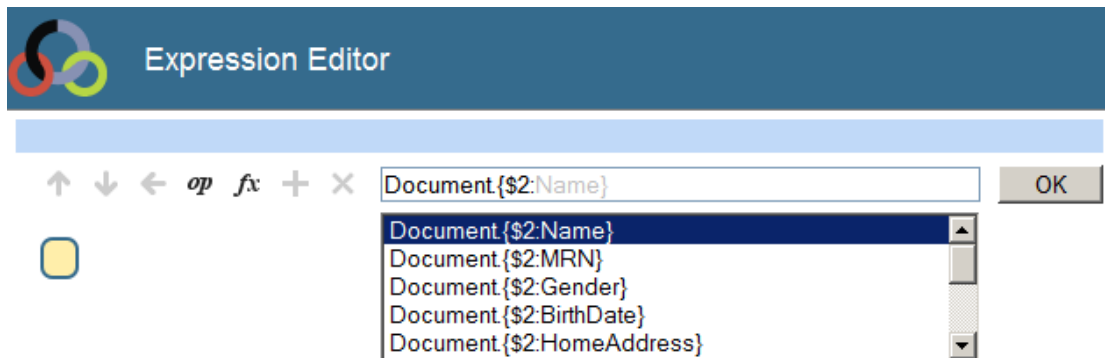 Expression Editor
op fx Document.{$2:Name} OK
Document.{$2:Name}
Document.{$2:MRN}
Document.{$2:Gender}
Document.{$2:BirthDate}
Document.{$2:HomeAddress}